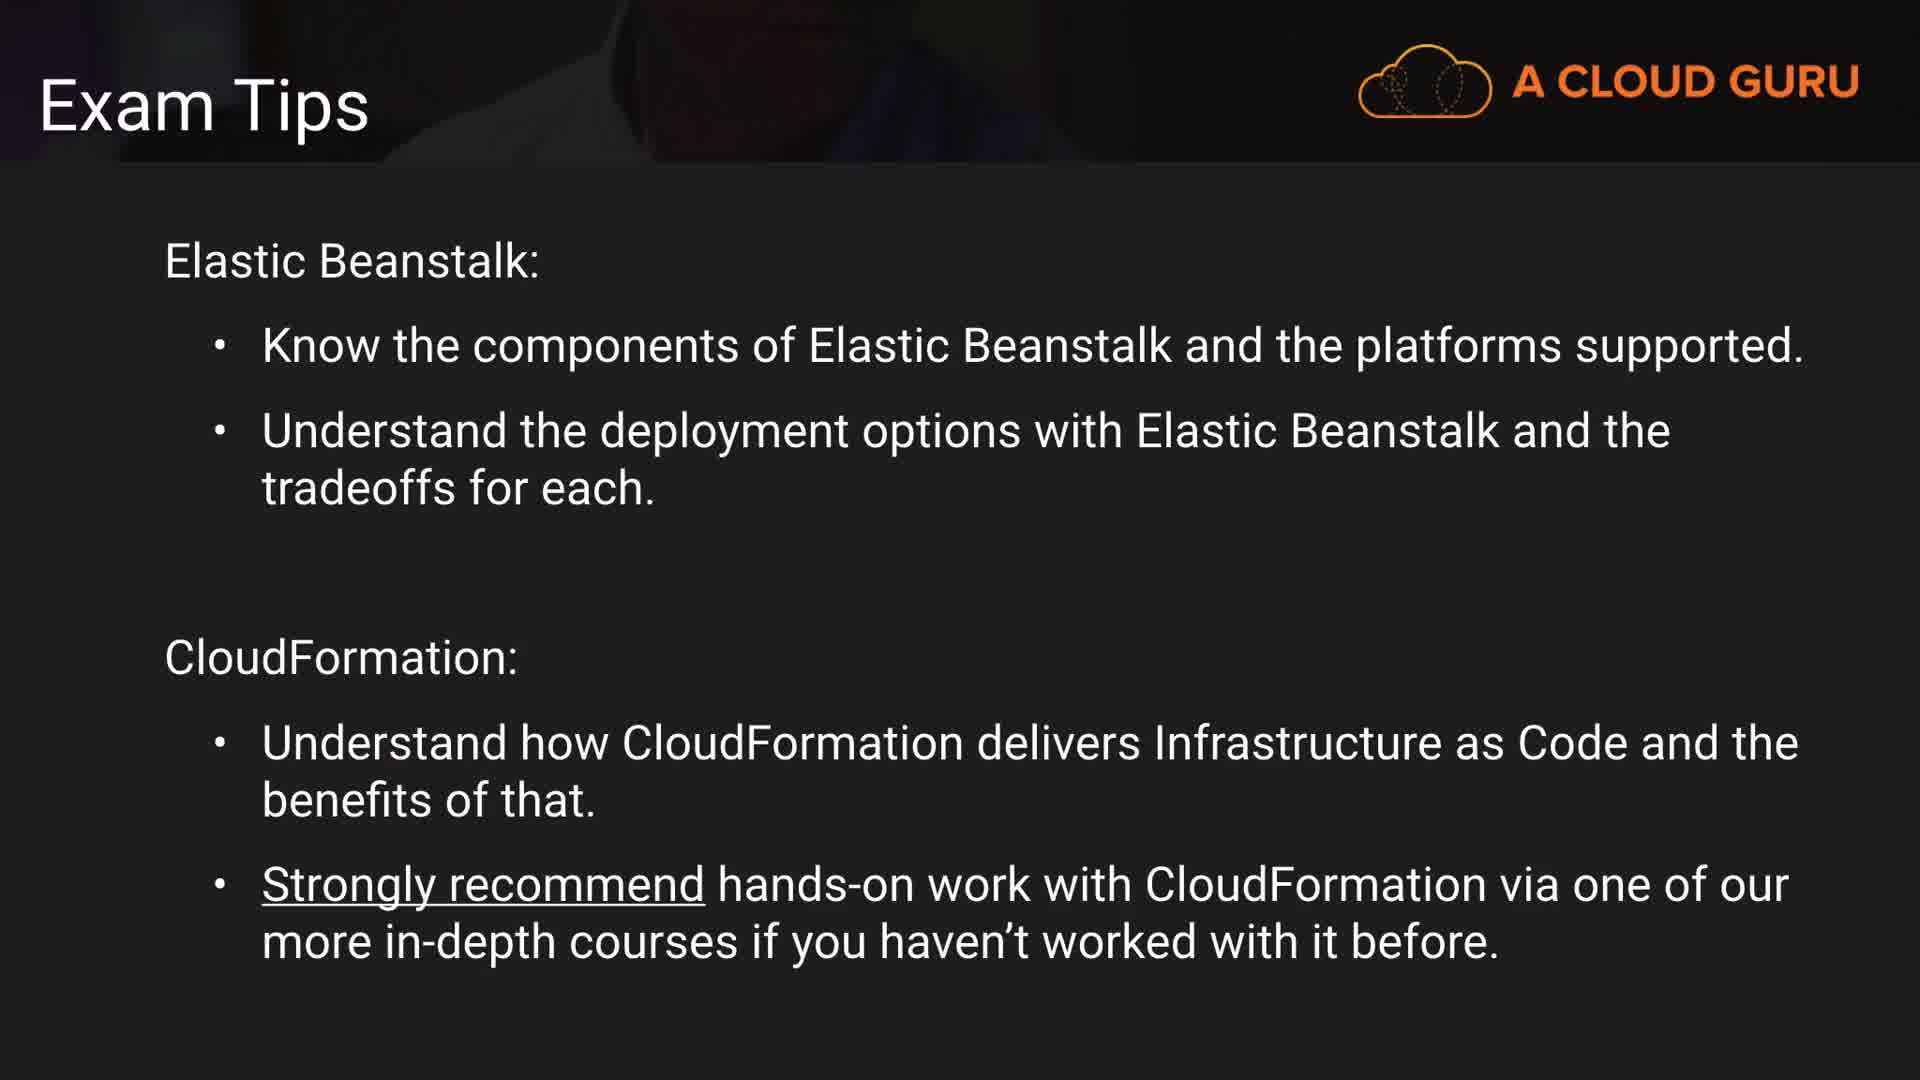 Exam Tips
A CLOUD GURU
Elastic Beanstalk:
• Know the components of Elastic Beanstalk and the platforms supported.
• Understand the deployment options with Elastic Beanstalk and the
tradeoffs for each.
CloudFormation:
• Understand how CloudFormation delivers Infrastructure as Code and the
benefits of that.
• Strongly recommend hands-on work with CloudFormation via one of our
more in-depth courses if you haven’t worked with it before.